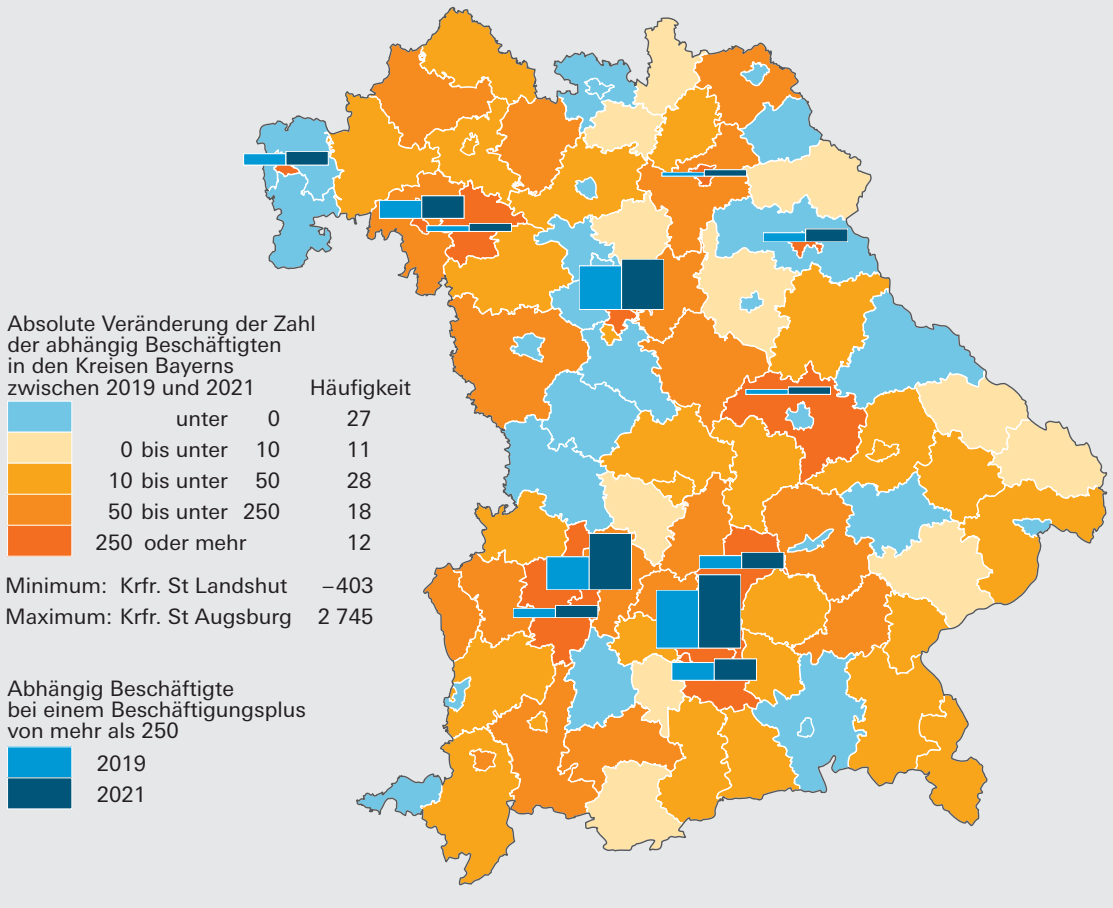 Absolute Veränderung der Zahl
der abhängig Beschäftigten
in den Kreisen Bayerns
zwischen 2019 und 2021 Häufigkeit
unter 0 27
0 bis unter 10 11
10 bis unter 50 28
50 bis unter 250 18
250 oder mehr 12
Minimum: Krfr. St Landshut –403
Maximum: Krfr. St Augsburg 2 745
Abhängig Beschäftigte
bei einem Beschäftigungsplus
von mehr als 250
2019
2021